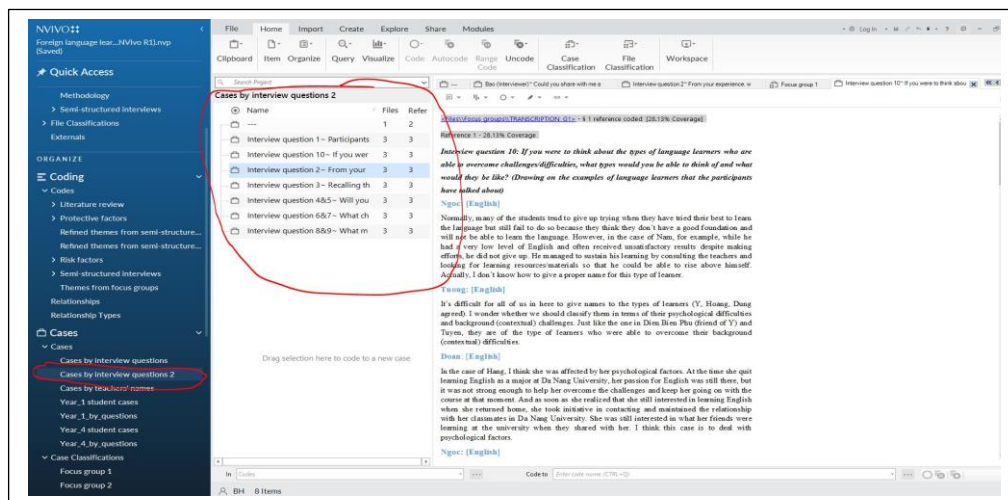 NVIVO
Foreign language lear...NVivo R1).nvp
(Saved)
Quick Access
Methodology
> Semi-structured interviews
> File Classifications
Externals
ORGANIZE
Coding
Codes
> Literature review
> Protective factors
Refined themes from semi-structure...
Refined themes from semi-structure...
> Risk factors
> Semi-structured interviews
Themes from focus groups
Relationships
Relationship Types
Cases
Cases
Cases by interview questions
Cases by interview questions 2
Cases by teachers' names
Year_1 student cases
Year_1_by_questions
Year_4 student cases
Year_4_by_questions
Case Classifications
Focus group 1
Focus group 2
File Home Import Create Explore Share Modules
Log In
Clipboard Item Organize Query Visualize Code Autocode Range Code Uncode Case Classification File Classification Workspace
Search Project
Cases by interview questions 2
Name Files Refer
--- 1 2
Interview question 1~ Participants 3 3
Interview question 10~ If you wer 3 3
Interview question 2~ From your 3 3
Interview question 3~ Recalling th 3 3
Interview question 4&5~ Will you 3 3
Interview question 6&7~ What ch 3 3
Interview question 8&9~ What m 3 3
Drag selection here to code to a new case
Bao (Interviewer)~ Could you share with me a
Interview question 2~ From your experience, w
Focus group 1
Interview question 10~ If you were to think abou
<Files\\Focus groups\\TRANSCRIPTION_G1> - § 1 reference coded [28.13% Coverage]
Reference 1 - 28.13% Coverage
Interview question 10: If you were to think about the types of language learners who are
able to overcome challenges/difficulties, what types would you be able to think of and what
would they be like? (Drawing on the examples of language learners that the participants
have talked about)
Ngoc: [English]
Normally, many of the students tend to give up trying when they have tried their best to learn
the language but still fail to do so because they think they don't have a good foundation and
will not be able to learn the language. However, in the case of Nam, for example, while he
had a very low level of English and often received unsatisfactory results despite making
efforts, he did not give up. He managed to sustain his learning by consulting the teachers and
looking for learning resources/materials so that he could be able to rise above himself.
Actually, I don't know how to give a proper name for this type of learner.
Tuong: [English]
It's difficult for all of us in here to give names to the types of learners (Y, Hoang, Dung
agreed). I wonder whether we should classify them in terms of their psychological difficulties
and background (contextual) challenges. Just like the one in Dien Bien Phu (friend of Y) and
Tuyen, they are of the type of learners who were able to overcome their background
(contextual) difficulties.
Doan: [English]
In the case of Hang, I think she was affected by her psychological factors. At the time she quit
learning English as a major at Da Nang University, her passion for English was still there, but
it was not strong enough to help her overcome the challenges and keep her going on with the
course at that moment. And as soon as she realized that she still interested in learning English
when she returned home, she took initiative in contacting and maintained the relationship
with her classmates in Da Nang University. She was still interested in what her friends were
learning at the university when they shared with her. I think this case is to deal with
psychological factors.
Ngoc: [English]
In Codes Code to Enter code name (CTRL+Q)
BH 8 Items